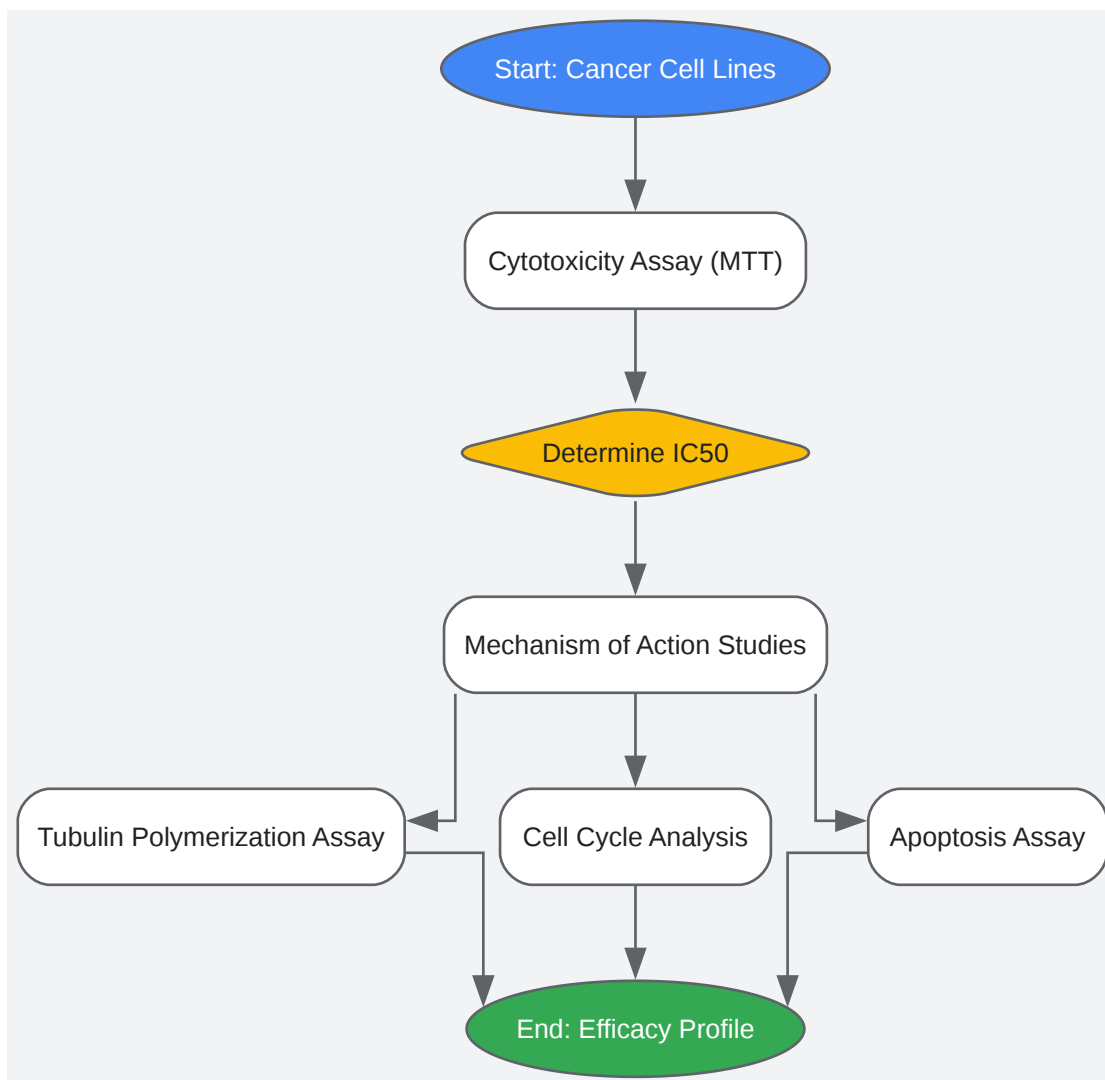 Start: Cancer Cell Lines
Cytotoxicity Assay (MTT)
Determine IC50
Mechanism of Action Studies
Tubulin Polymerization Assay
Cell Cycle Analysis
Apoptosis Assay
End: Efficacy Profile